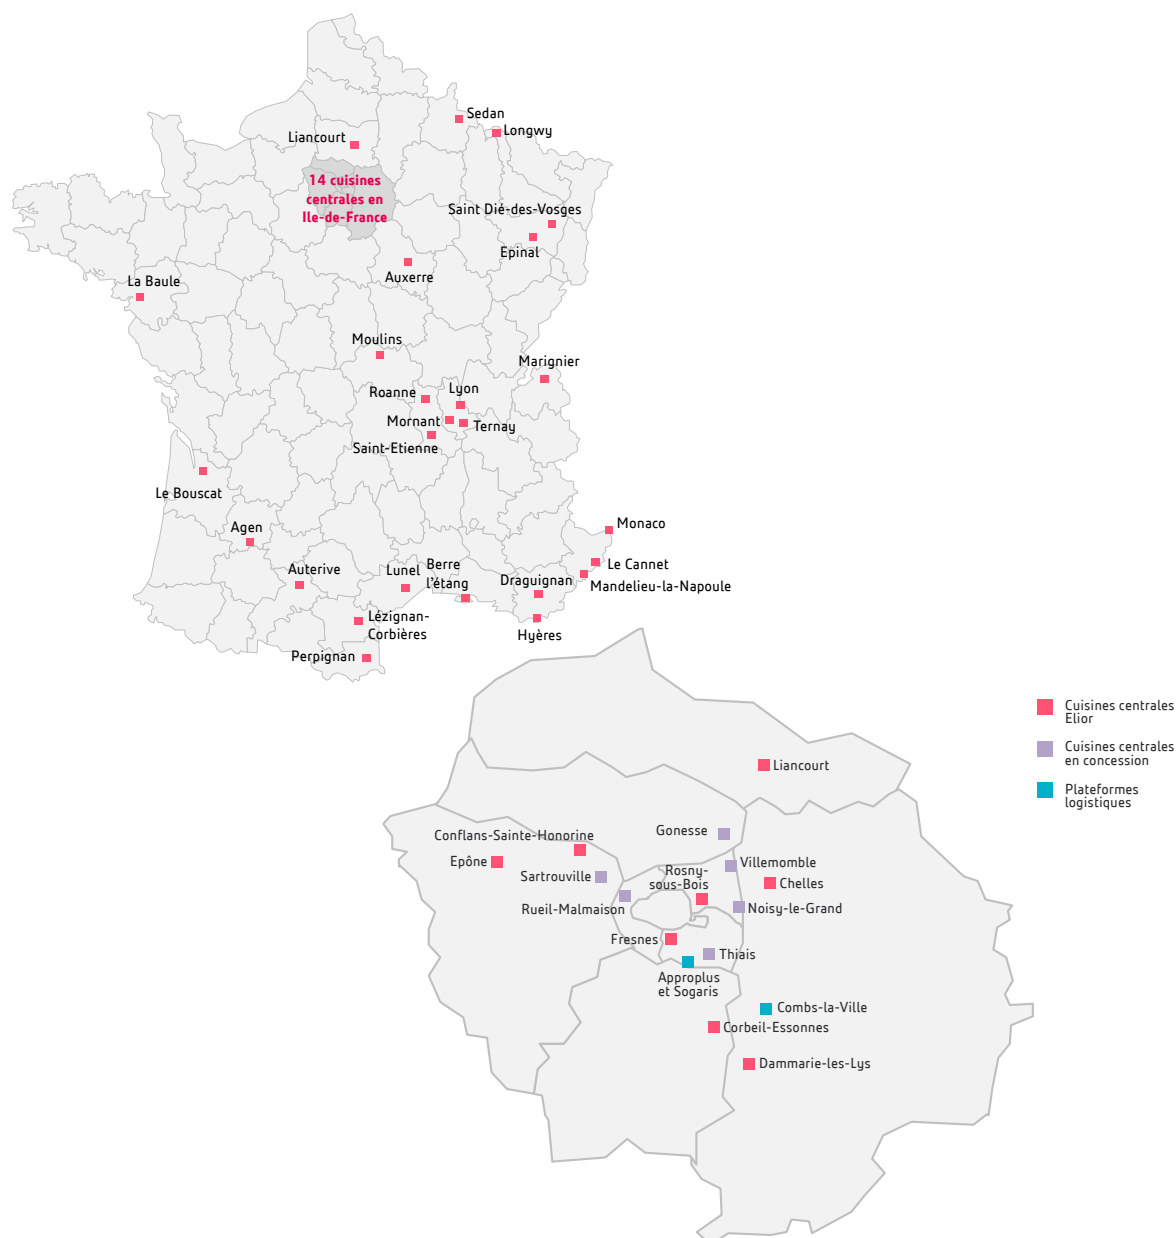 Sedan
Longwy
Liancourt
14 cuisines
centrales en
Ile-de-France
Saint Dié-des-Vosges
Epinal
Auxerre
La Baule
Moulins
Marignier
Roanne
Lyon
Mornant
Ternay
Saint-Etienne
Le Bouscat
Agen
Monaco
Le Cannet
Mandelieu-la-Napoule
Auterive
Lunel
Berre
l'étang
Draguignan
Lézignan-
Corbières
Hyères
Perpignan
Cuisines centrales
Elior
Cuisines centrales
en concession
Plateformes
logistiques
Liancourt
Gonesse
Conflans-Sainte-Honorine
Epône
Sartrouville
Villemomble
Rosny-
sous-Bois
Chelles
Rueil-Malmaison
Noisy-le-Grand
Fresnes
Thiais
Approplus
et Sogaris
Combs-la-Ville
Corbeil-Essonnes
Dammarie-les-Lys